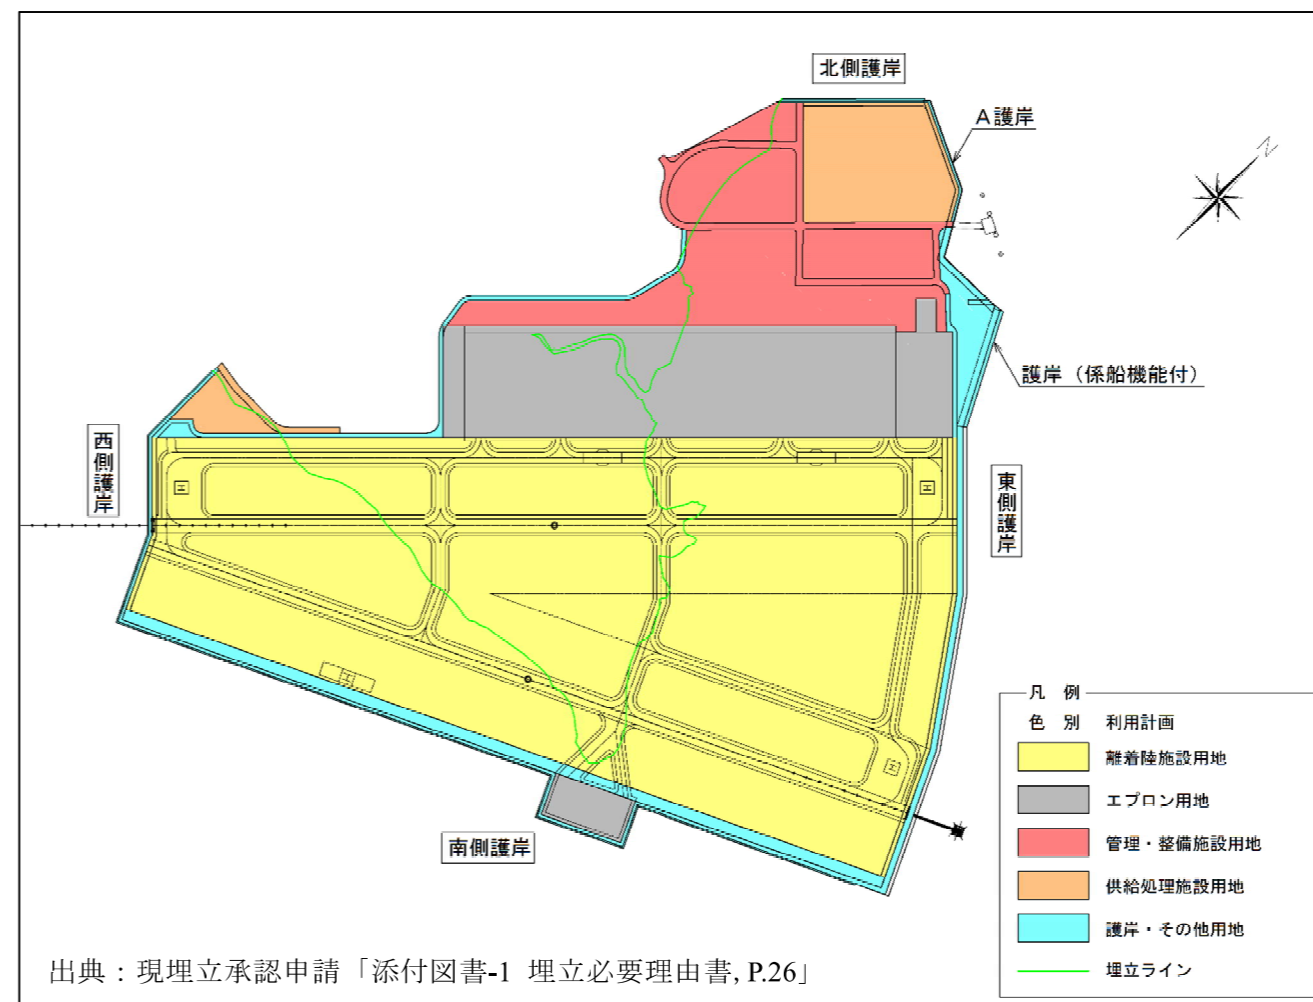 北側護岸
A護岸
N
護岸（係船機能付）
西側護岸
東側護岸
H
H
H
H
南側護岸
凡 例
色 別 利用計画
離着陸施設用地
エプロン用地
管理・整備施設用地
供給処理施設用地
護岸・その他用地
埋立ライン
出典：現埋立承認申請「添付図書-1 埋立必要理由書, P.26」